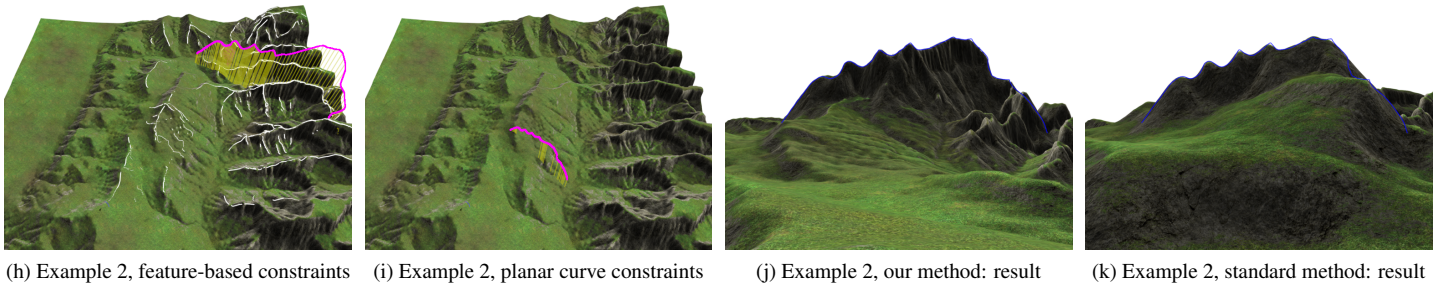 (h) Example 2, feature-based constraints
(i) Example 2, planar curve constraints
(j) Example 2, our method: result
(k) Example 2, standard method: result